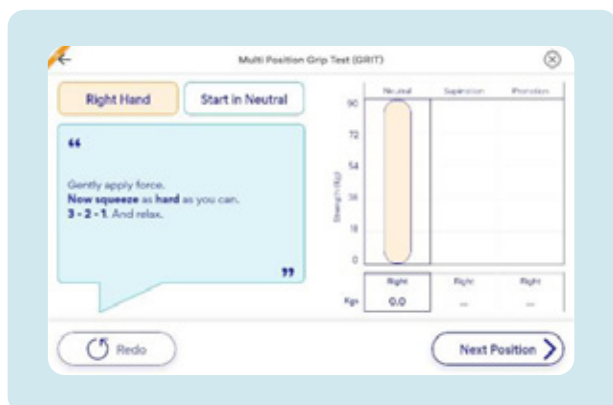 Multi Position Grip Test (GRIT)
Right Hand
Start in Neutral
“
Gently apply force.
Now squeeze as hard as you can.
3 - 2 - 1. And relax.
”
Neutral Supination Pronation
Strength (Kg)
90
72
54
36
18
0
Right Right Right
Kgs 0.0 -- --
Redo
Next Position